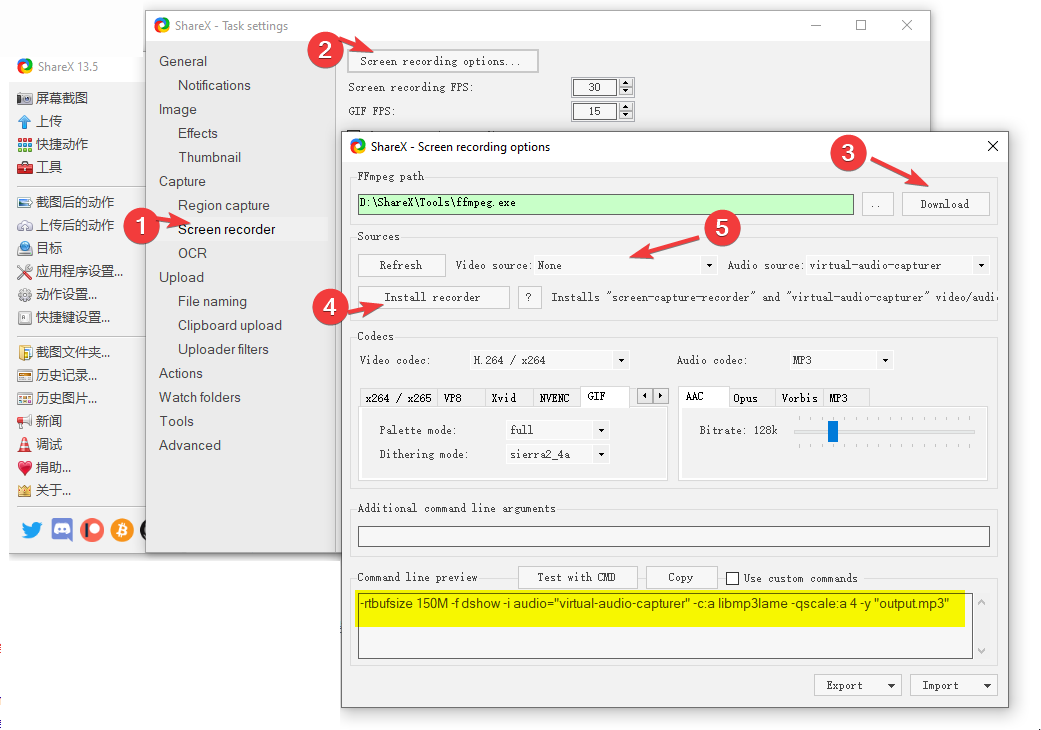 ShareX 13.5
屏幕截图
上传
快捷动作
工具
截图后的动作
上传后的动作
目标
应用程序设置...
动作设置...
快捷键设置...
截图文件夹...
历史记录...
历史图片...
新闻
调试
捐助...
关于...
ShareX - Task settings
General
Notifications
Image
Effects
Thumbnail
Capture
Region capture
1
Screen recorder
OCR
Upload
File naming
Clipboard upload
Uploader filters
Actions
Watch folders
Tools
Advanced
2
Screen recording options...
Screen recording FPS: 30
GIF FPS: 15
ShareX - Screen recording options
3
FFmpeg path
D:\ShareX\Tools\ffmpeg.exe
..
Download
Sources
5
Refresh
Video source: None
Audio source: virtual-audio-capturer
4
Install recorder
?
Installs "screen-capture-recorder" and "virtual-audio-capturer" video/audio
Codecs
Video codec: H.264 / x264
Audio codec: MP3
x264 / x265 VP8 Xvid NVENC GIF
AAC Opus Vorbis MP3
Palette mode: full
Bitrate: 128k
Dithering mode: sierra2_4a
Additional command line arguments
Command line preview
Test with CMD
Copy
Use custom commands
-rtbufsize 150M -f dshow -i audio="virtual-audio-capturer" -c:a libmp3lame -qscale:a 4 -y "output.mp3"
Export
Import